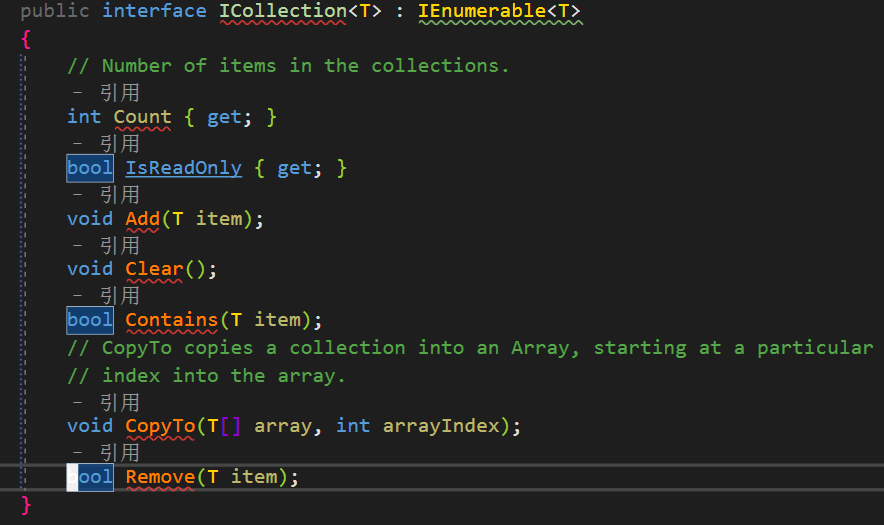 public interface ICollection<T> : IEnumerable<T>
{
// Number of items in the collections.
- 引用
int Count { get; }
- 引用
bool IsReadOnly { get; }
- 引用
void Add(T item);
- 引用
void Clear();
- 引用
bool Contains(T item);
// CopyTo copies a collection into an Array, starting at a particular
// index into the array.
- 引用
void CopyTo(T[] array, int arrayIndex);
- 引用
bool Remove(T item);
}